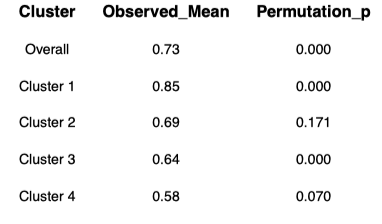 Cluster Observed_Mean Permutation_p
Overall 0.73 0.000
Cluster 1 0.85 0.000
Cluster 2 0.69 0.171
Cluster 3 0.64 0.000
Cluster 4 0.58 0.070